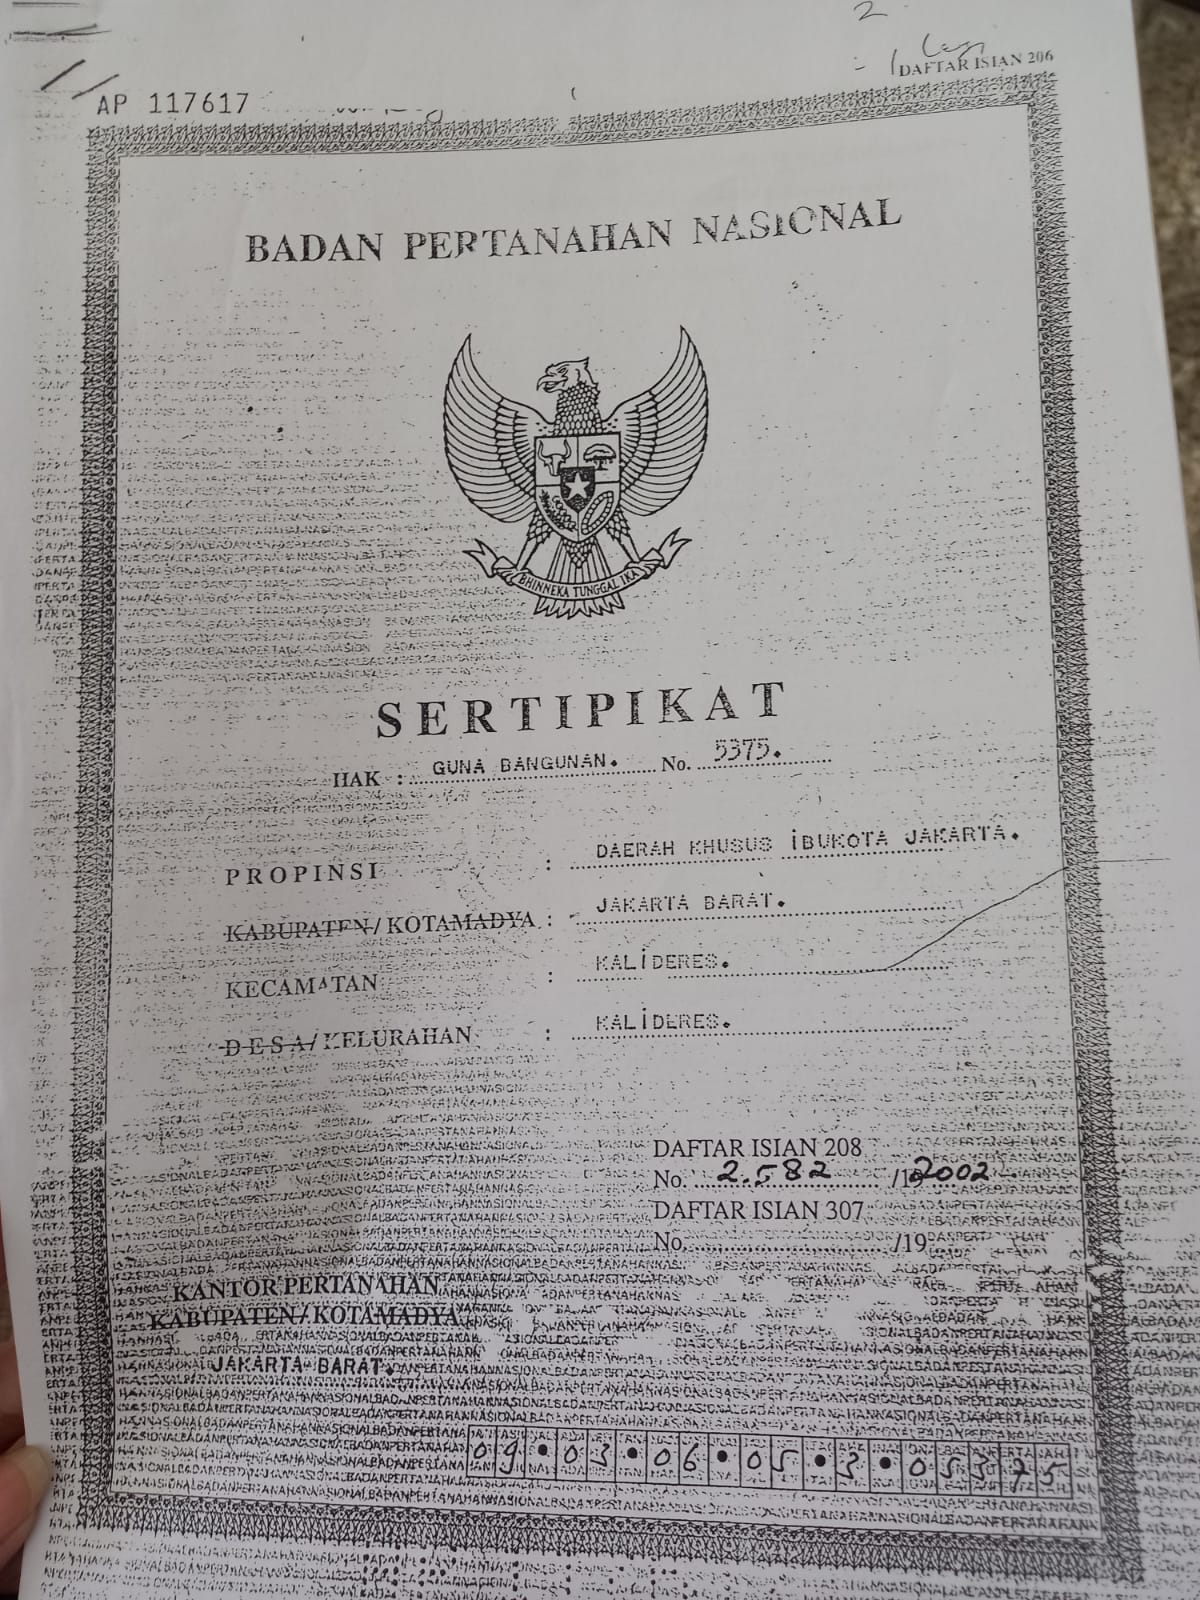 2
DAFTAR ISIAN 206
AP 117617
BADAN PERTANAHAN NASIONAL
BHINNEKA TUNGGAL IKA
SERTIPIKAT
HAK : GUNA BANGUNAN. No. 5375.
PROPINSI : DAERAH KHUSUS IBUKOTA JAKARTA.
KABUPATEN/KOTAMADYA : JAKARTA BARAT.
KECAMATAN : KALIDERES.
DESA/KELURAHAN : KALIDERES.
DAFTAR ISIAN 208
No. 2.582 /2002
DAFTAR ISIAN 307
No. /19
KANTOR PERTANAHAN
KABUPATEN/KOTAMADYA
JAKARTA BARAT.
09.03.06.05.3.05375